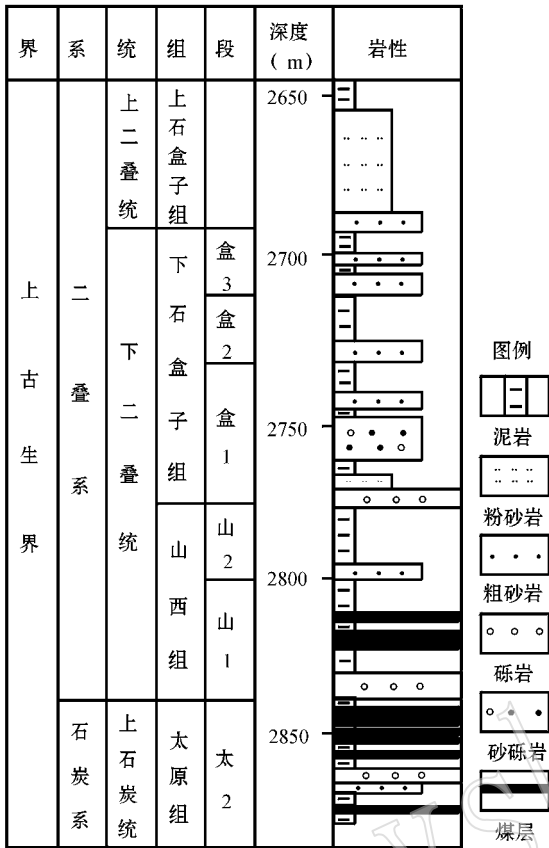 界 系 统 组 段 深度(m) 岩性
上古生界
二叠系
石炭系
上二叠统
下二叠统
上石炭统
上石盒子组
下石盒子组
山西组
太原组
盒3
盒2
盒1
山2
山1
太2
2650
2700
2750
2800
2850
图例
泥岩
粉砂岩
粗砂岩
砾岩
砂砾岩
煤层